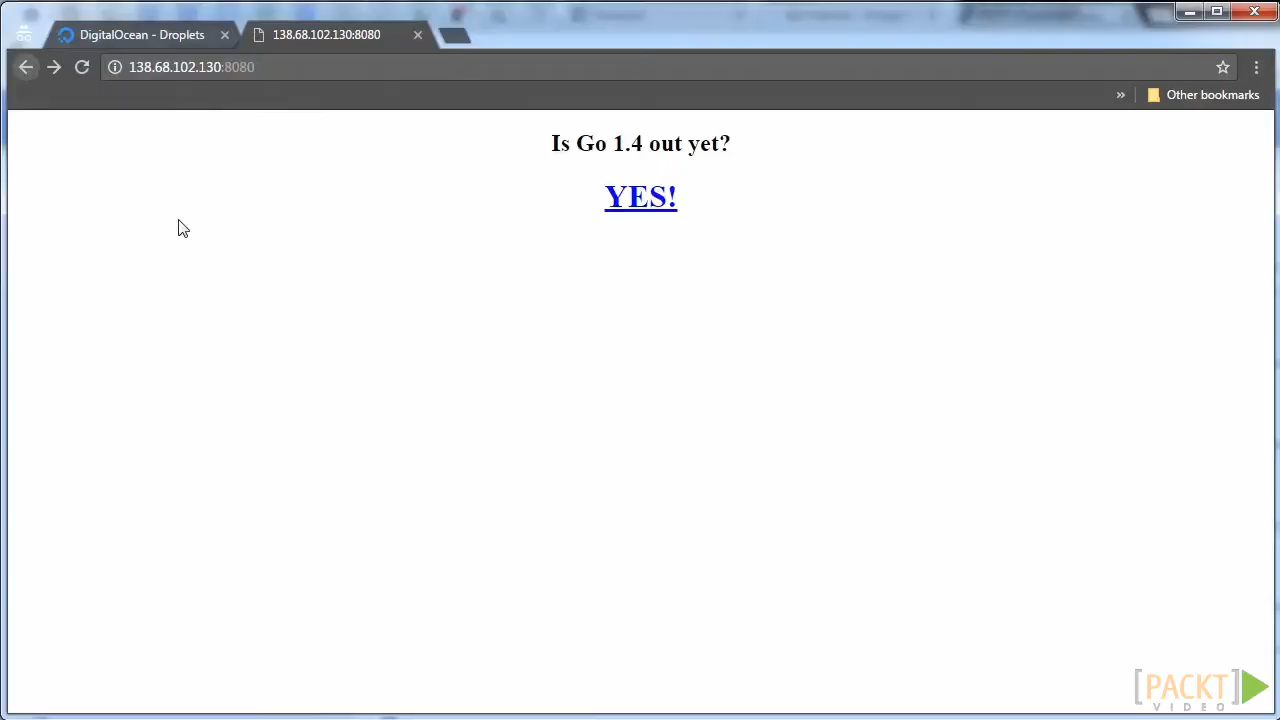 DigitalOcean - Droplets
138.68.102.130:8080
138.68.102.130:8080
» Other bookmarks
Is Go 1.4 out yet?
YES!
[PACKT]
VIDEO